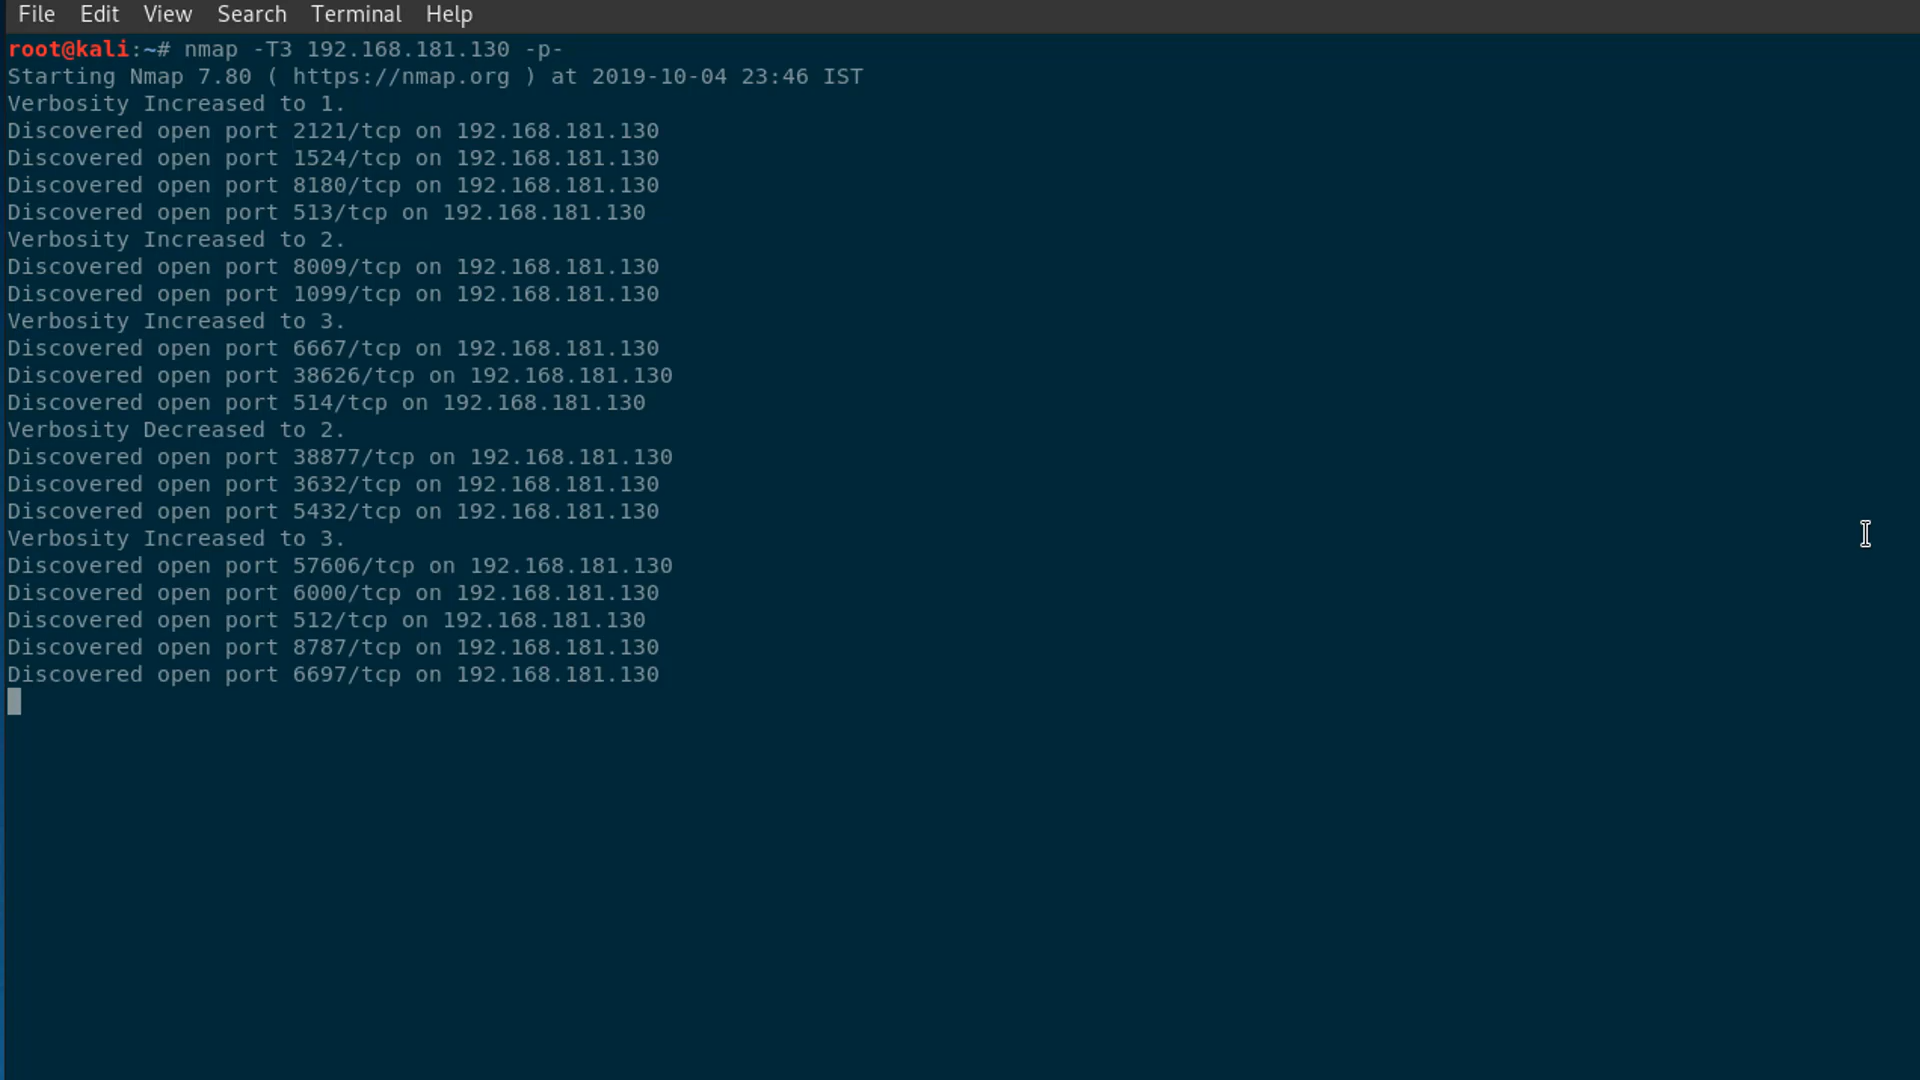 File Edit View Search Terminal Help
root@kali:~# nmap -T3 192.168.181.130 -p-
Starting Nmap 7.80 ( https://nmap.org ) at 2019-10-04 23:46 IST
Verbosity Increased to 1.
Discovered open port 2121/tcp on 192.168.181.130
Discovered open port 1524/tcp on 192.168.181.130
Discovered open port 8180/tcp on 192.168.181.130
Discovered open port 513/tcp on 192.168.181.130
Verbosity Increased to 2.
Discovered open port 8009/tcp on 192.168.181.130
Discovered open port 1099/tcp on 192.168.181.130
Verbosity Increased to 3.
Discovered open port 6667/tcp on 192.168.181.130
Discovered open port 38626/tcp on 192.168.181.130
Discovered open port 514/tcp on 192.168.181.130
Verbosity Decreased to 2.
Discovered open port 38877/tcp on 192.168.181.130
Discovered open port 3632/tcp on 192.168.181.130
Discovered open port 5432/tcp on 192.168.181.130
Verbosity Increased to 3.
Discovered open port 57606/tcp on 192.168.181.130
Discovered open port 6000/tcp on 192.168.181.130
Discovered open port 512/tcp on 192.168.181.130
Discovered open port 8787/tcp on 192.168.181.130
Discovered open port 6697/tcp on 192.168.181.130